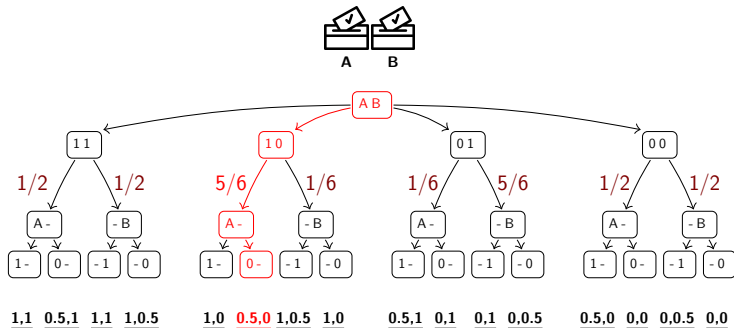 A B
A B
1 1 1 0 0 1 0 0
1/2 1/2 5/6 1/6 1/6 5/6 1/2 1/2
A - - B A - - B A - - B A - - B
1 - 0 - - 1 - 0 1 - 0 - - 1 - 0 1 - 0 - - 1 - 0 1 - 0 - - 1 - 0
1,1 0.5,1 1,1 1,0.5 1,0 0.5,0 1,0.5 1,0 0.5,1 0,1 0,1 0,0.5 0.5,0 0,0 0,0.5 0,0